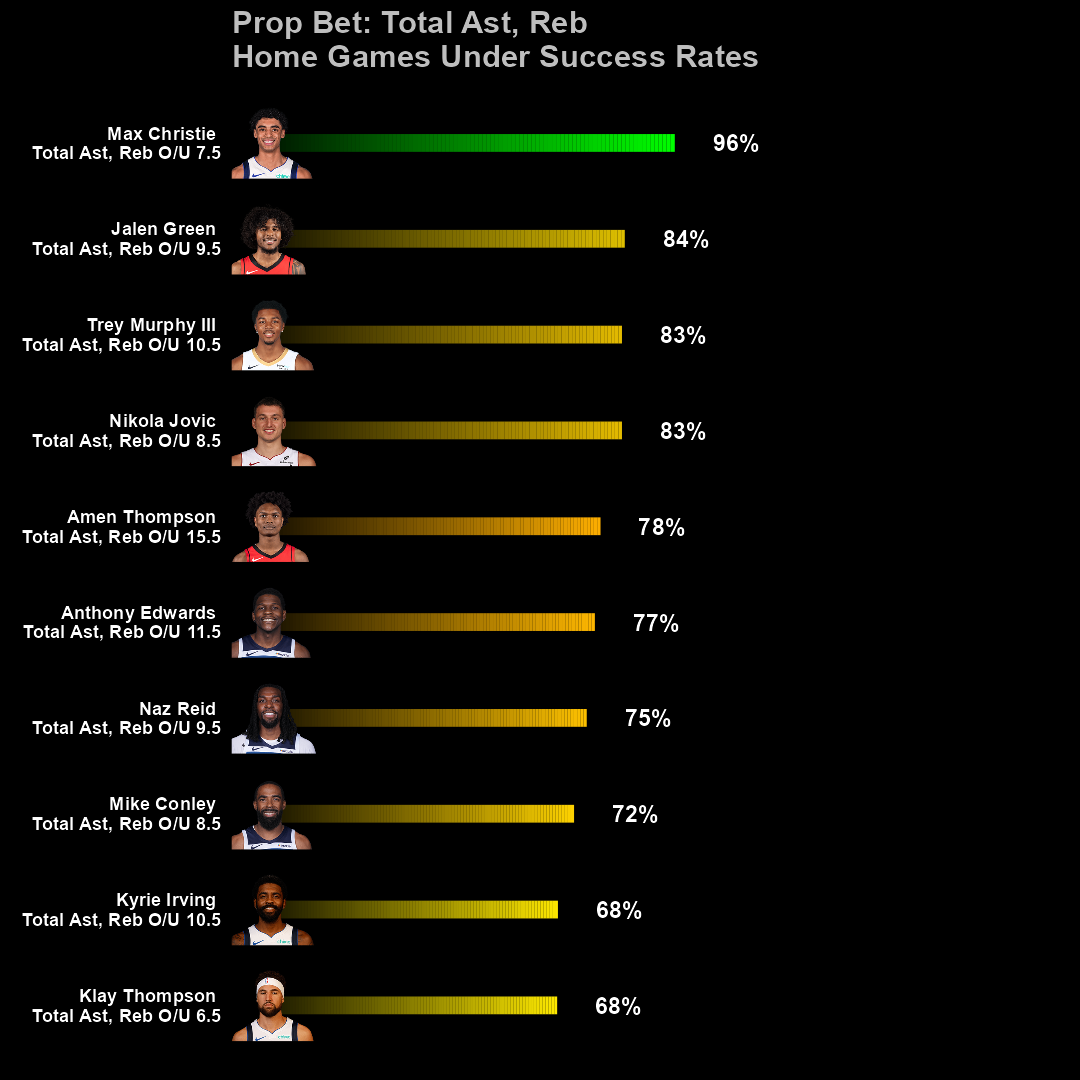 Prop Bet: Total Ast, Reb
Home Games Under Success Rates
Max Christie
Total Ast, Reb O/U 7.5
96%
Jalen Green
Total Ast, Reb O/U 9.5
84%
Trey Murphy III
Total Ast, Reb O/U 10.5
83%
Nikola Jovic
Total Ast, Reb O/U 8.5
83%
Amen Thompson
Total Ast, Reb O/U 15.5
78%
Anthony Edwards
Total Ast, Reb O/U 11.5
77%
Naz Reid
Total Ast, Reb O/U 9.5
75%
Mike Conley
Total Ast, Reb O/U 8.5
72%
Kyrie Irving
Total Ast, Reb O/U 10.5
68%
Klay Thompson
Total Ast, Reb O/U 6.5
68%